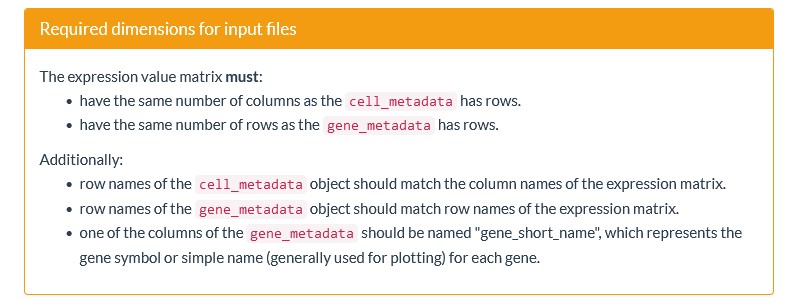 Required dimensions for input files
The expression value matrix must:
• have the same number of columns as the cell_metadata has rows.
• have the same number of rows as the gene_metadata has rows.
Additionally:
• row names of the cell_metadata object should match the column names of the expression matrix.
• row names of the gene_metadata object should match row names of the expression matrix.
• one of the columns of the gene_metadata should be named "gene_short_name", which represents the
gene symbol or simple name (generally used for plotting) for each gene.